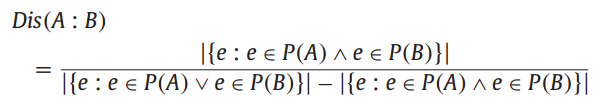 Dis(A : B)
= |{e : e ∈ P(A) ∧ e ∈ P(B)}|
|{e : e ∈ P(A) ∨ e ∈ P(B)}| − |{e : e ∈ P(A) ∧ e ∈ P(B)}|